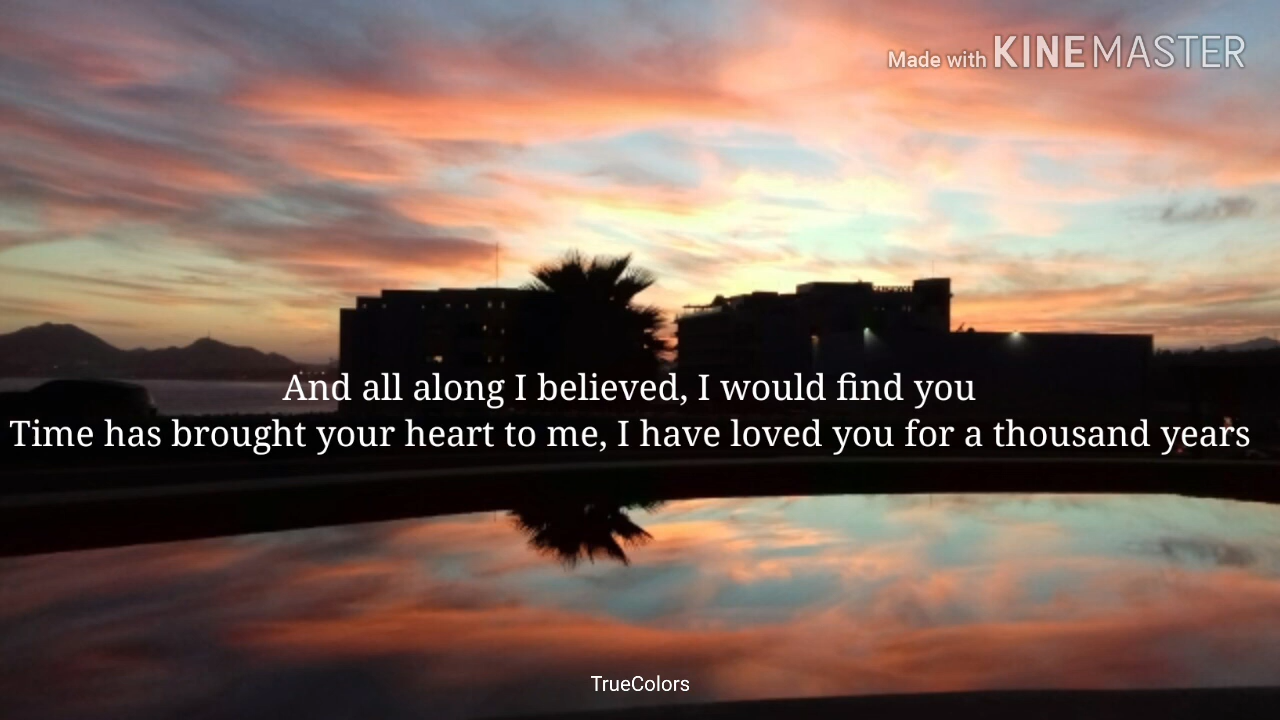 Made with KINEMASTER
And all along I believed, I would find you
Time has brought your heart to me, I have loved you for a thousand years
TrueColors